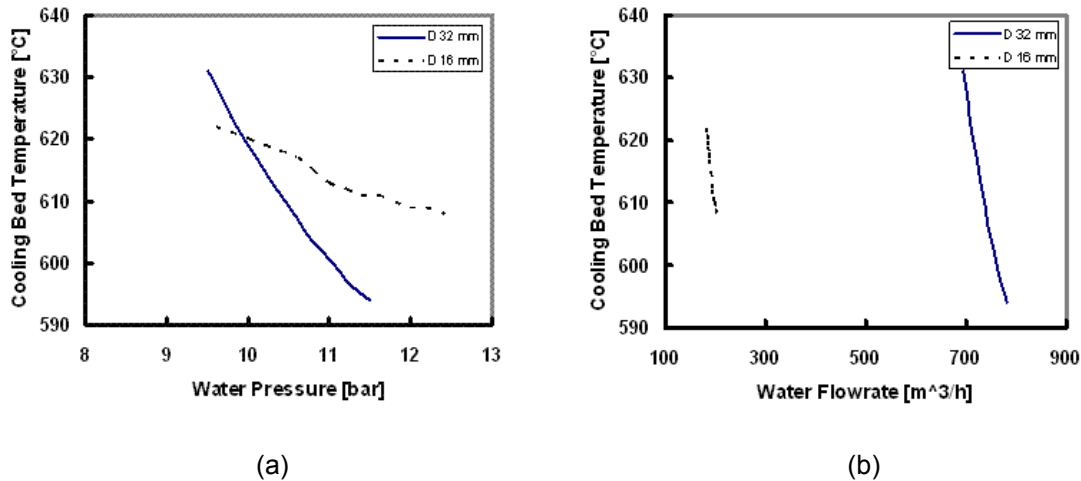 640
630
620
610
600
590
8 9 10 11 12 13
Cooling Bed Temperature [°C]
Water Pressure [bar]
D 32 mm
D 16 mm
(a)
640
630
620
610
600
590
100 300 500 700 900
Cooling Bed Temperature [°C]
Water Flowrate [m^3/h]
D 32 mm
D 16 mm
(b)